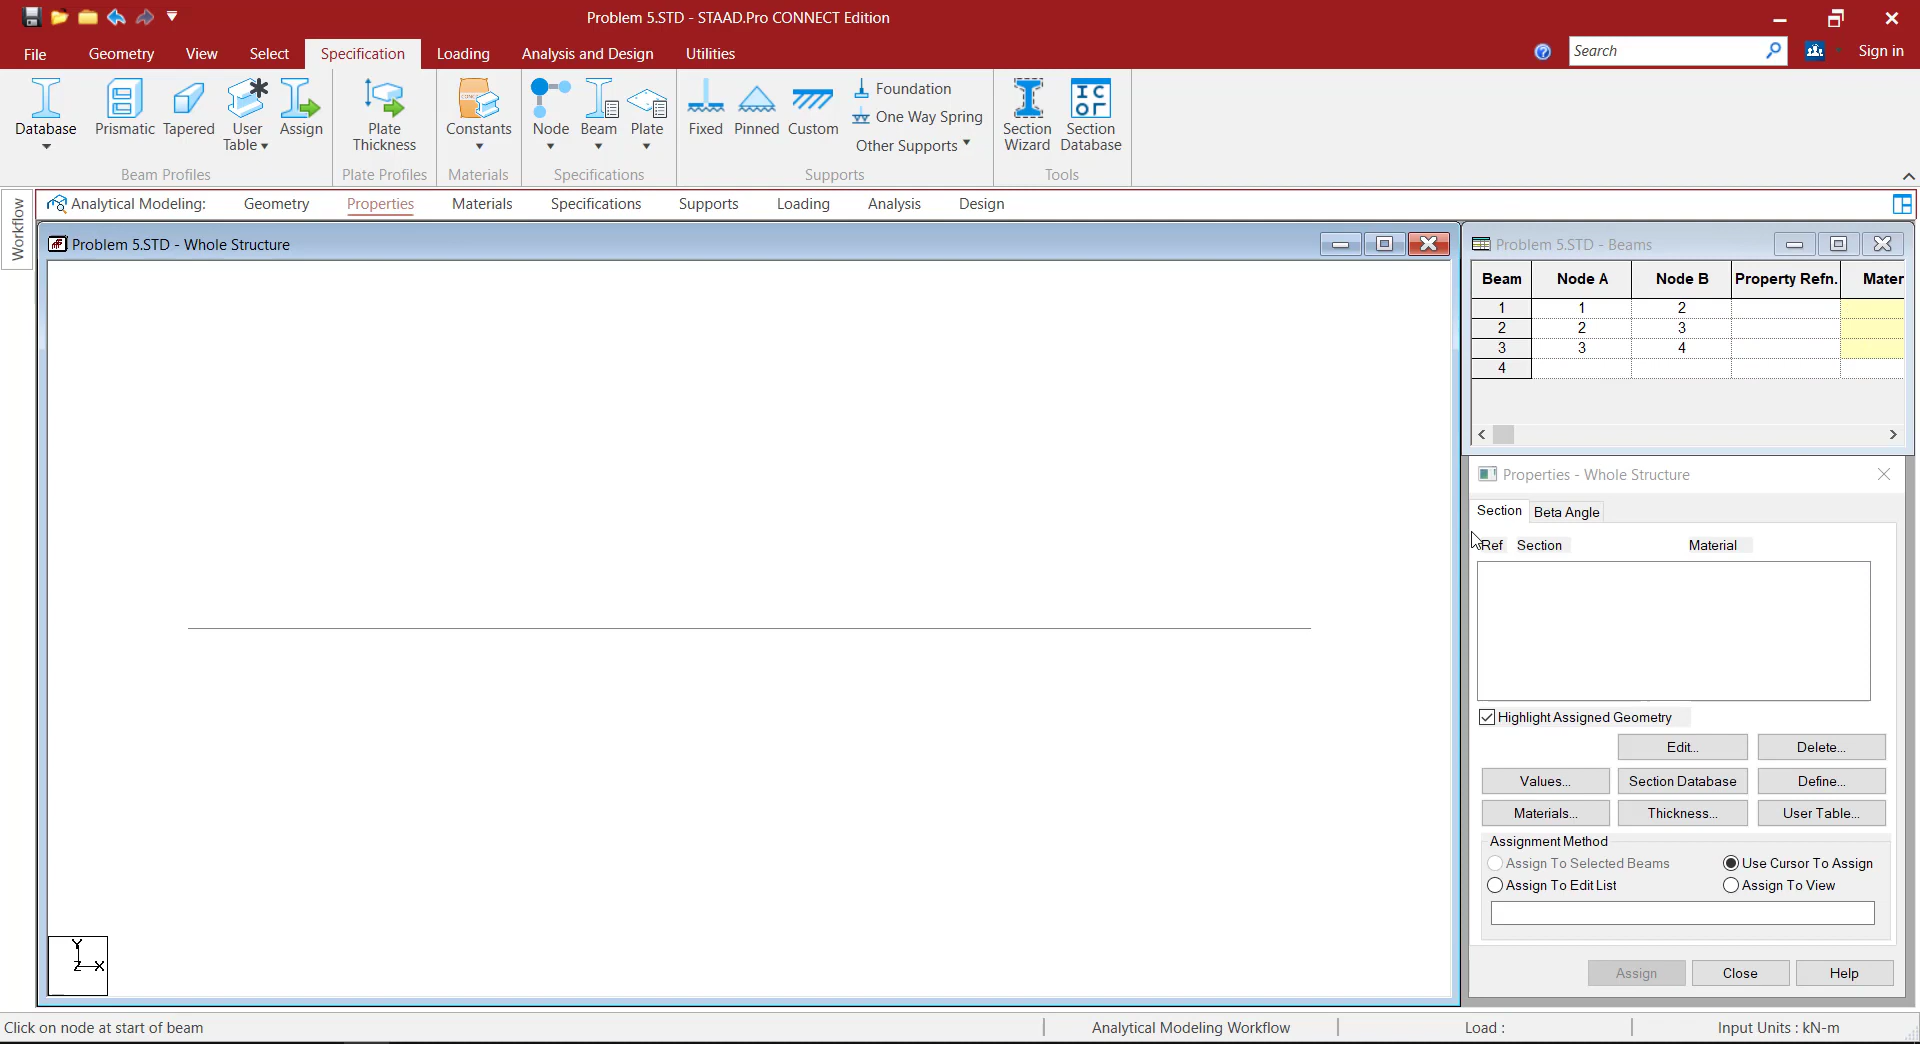 Problem 5.STD - STAAD.Pro CONNECT Edition
File Geometry View Select Specification Loading Analysis and Design Utilities Search Sign in
Database Prismatic Tapered User Table Assign Plate Thickness Constants Node Beam Plate Fixed Pinned Custom Foundation One Way Spring Other Supports Section Wizard Section Database
Beam Profiles Plate Profiles Materials Specifications Supports Tools
Workflow
Analytical Modeling: Geometry Properties Materials Specifications Supports Loading Analysis Design
Problem 5.STD - Whole Structure
Problem 5.STD - Beams
Beam Node A Node B Property Refn. Mater
1 1 2
2 2 3
3 3 4
4
Properties - Whole Structure
Section Beta Angle
Ref Section Material
Highlight Assigned Geometry
Edit... Delete...
Values... Section Database Define...
Materials... Thickness... User Table...
Assignment Method
Assign To Selected Beams Use Cursor To Assign
Assign To Edit List Assign To View
Assign Close Help
Y
Z X
Click on node at start of beam Analytical Modeling Workflow Load : Input Units : kN-m